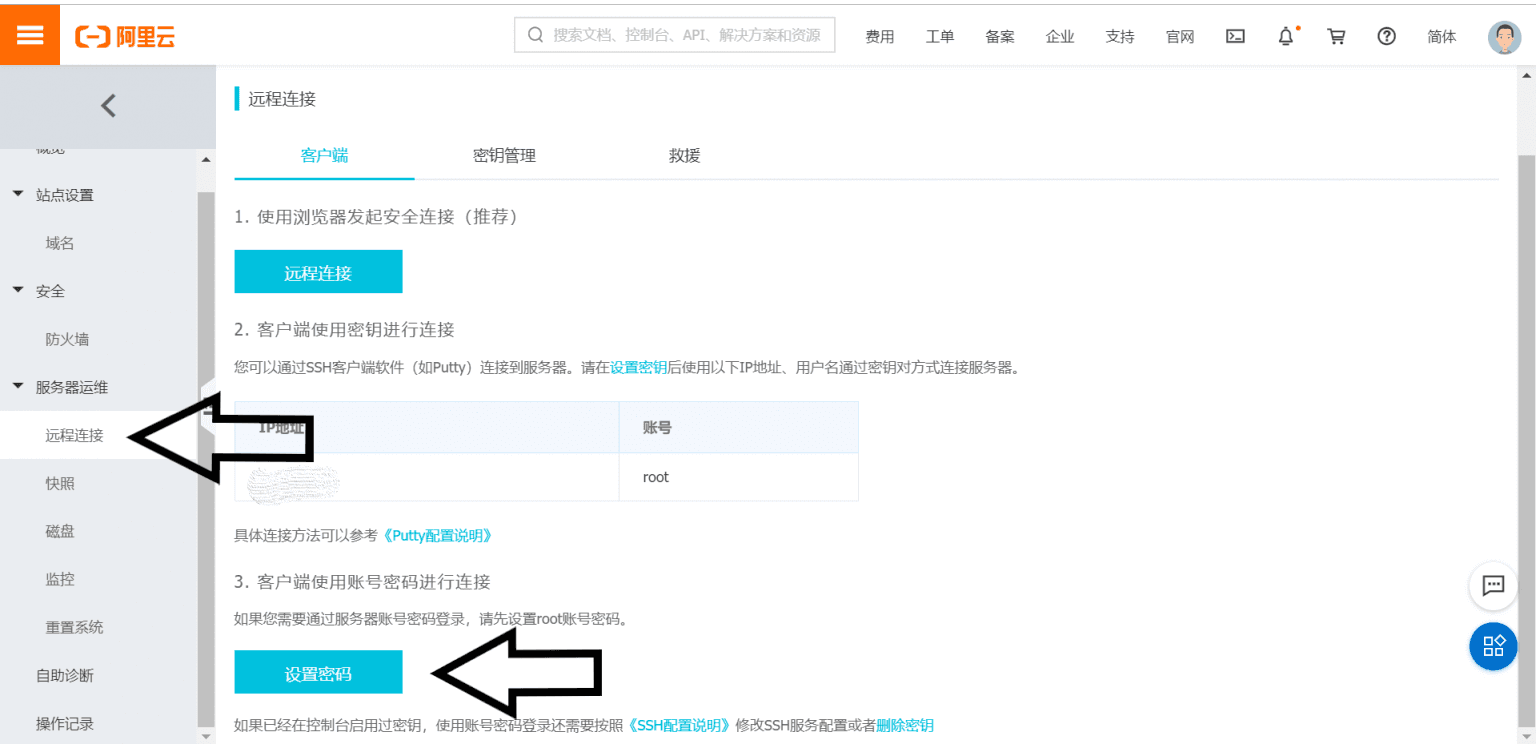 阿里云
搜索文档、控制台、API、解决方案和资源
费用 工单 备案 企业 支持 官网 简体
概览
站点设置
域名
安全
防火墙
服务器运维
远程连接
快照
磁盘
监控
重置系统
自助诊断
操作记录
远程连接
客户端 密钥管理 救援
1. 使用浏览器发起安全连接（推荐）
远程连接
2. 客户端使用密钥进行连接
您可以通过SSH客户端软件（如Putty）连接到服务器。请在设置密钥后使用以下IP地址、用户名通过密钥对方式连接服务器。
IP地址 账号
root
具体连接方法可以参考《Putty配置说明》
3. 客户端使用账号密码进行连接
如果您需要通过服务器账号密码登录，请先设置root账号密码。
设置密码
如果已经在控制台启用过密钥，使用账号密码登录还需要按照《SSH配置说明》修改SSH服务配置或者删除密钥